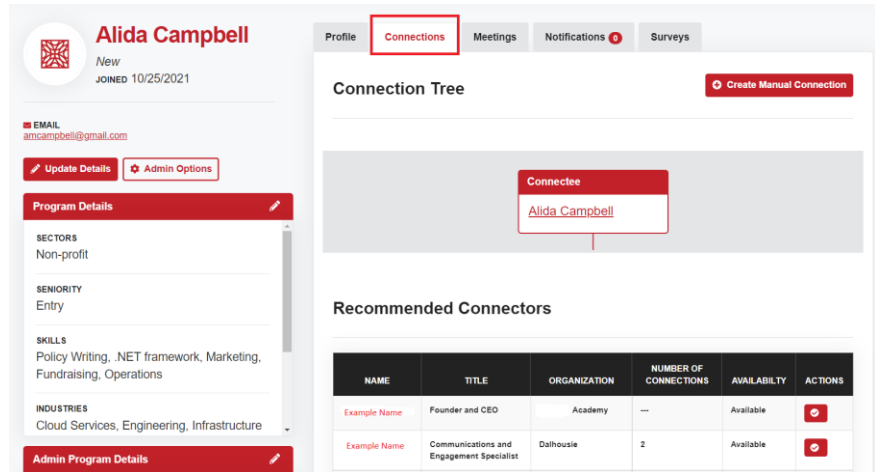 Alida Campbell
New
JOINED 10/25/2021
EMAIL
amcampbell@gmail.com
Update Details
Admin Options
Program Details
SECTORS
Non-profit
SENIORITY
Entry
SKILLS
Policy Writing, .NET framework, Marketing,
Fundraising, Operations
INDUSTRIES
Cloud Services, Engineering, Infrastructure
Admin Program Details
Profile Connections Meetings Notifications 0 Surveys
Connection Tree
Create Manual Connection
Connectee
Alida Campbell
Recommended Connectors
NAME TITLE ORGANIZATION NUMBER OF CONNECTIONS AVAILABILTY ACTIONS
Example Name Founder and CEO Academy --- Available
Example Name Communications and Engagement Specialist Dalhousie 2 Available